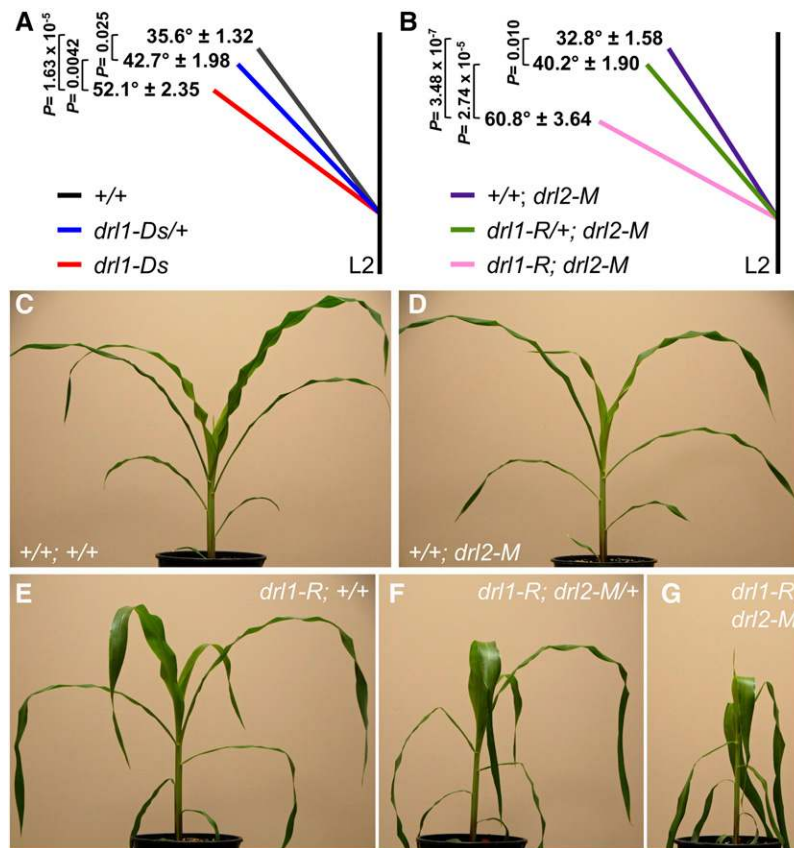 A
P= 1.63 x 10-5
P= 0.0042
P= 0.025
35.6° ± 1.32
42.7° ± 1.98
52.1° ± 2.35
+/+
drl1-Ds/+
drl1-Ds
L2
B
P= 3.48 x 10-7
P= 2.74 x 10-5
P= 0.010
32.8° ± 1.58
40.2° ± 1.90
60.8° ± 3.64
+/+; drl2-M
drl1-R/+; drl2-M
drl1-R; drl2-M
L2
C
+/+; +/+
D
+/+; drl2-M
E
drl1-R; +/+
F
drl1-R; drl2-M/+
G
drl1-R
drl2-M